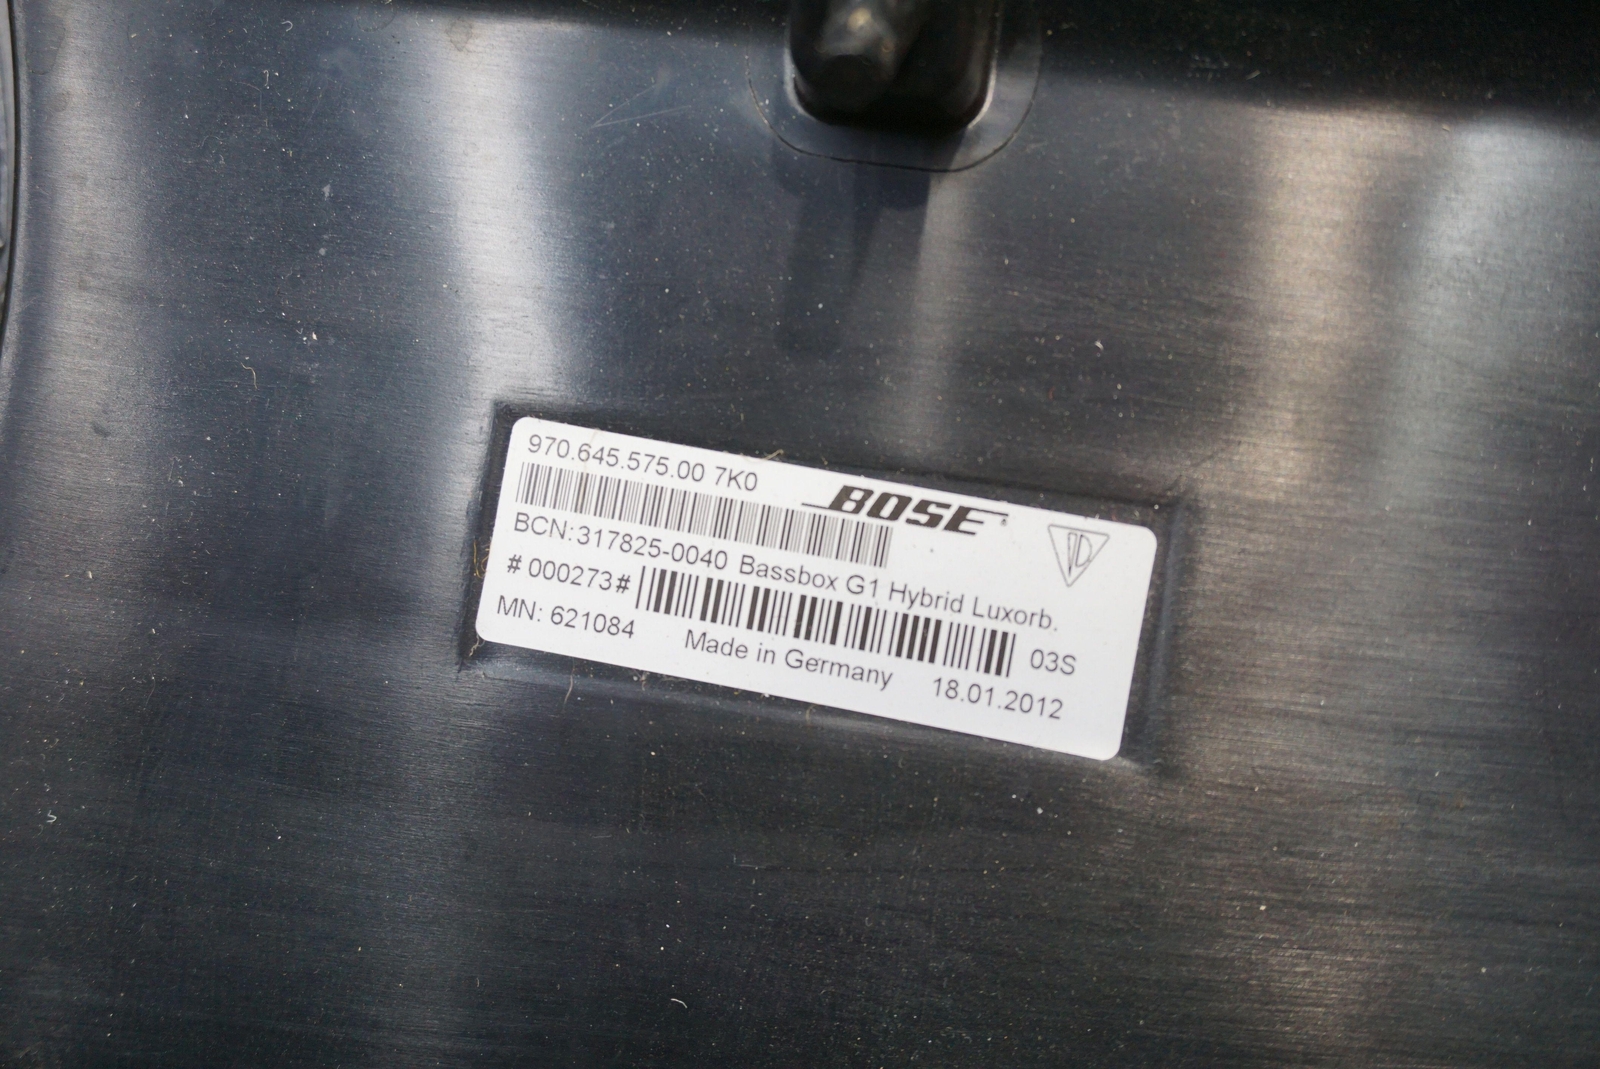 970.645.575.00 7K0
BOSE®
BCN:317825-0040 Bassbox G1 Hybrid Luxorb.
#000273#
03S
MN: 621084
Made in Germany
18.01.2012